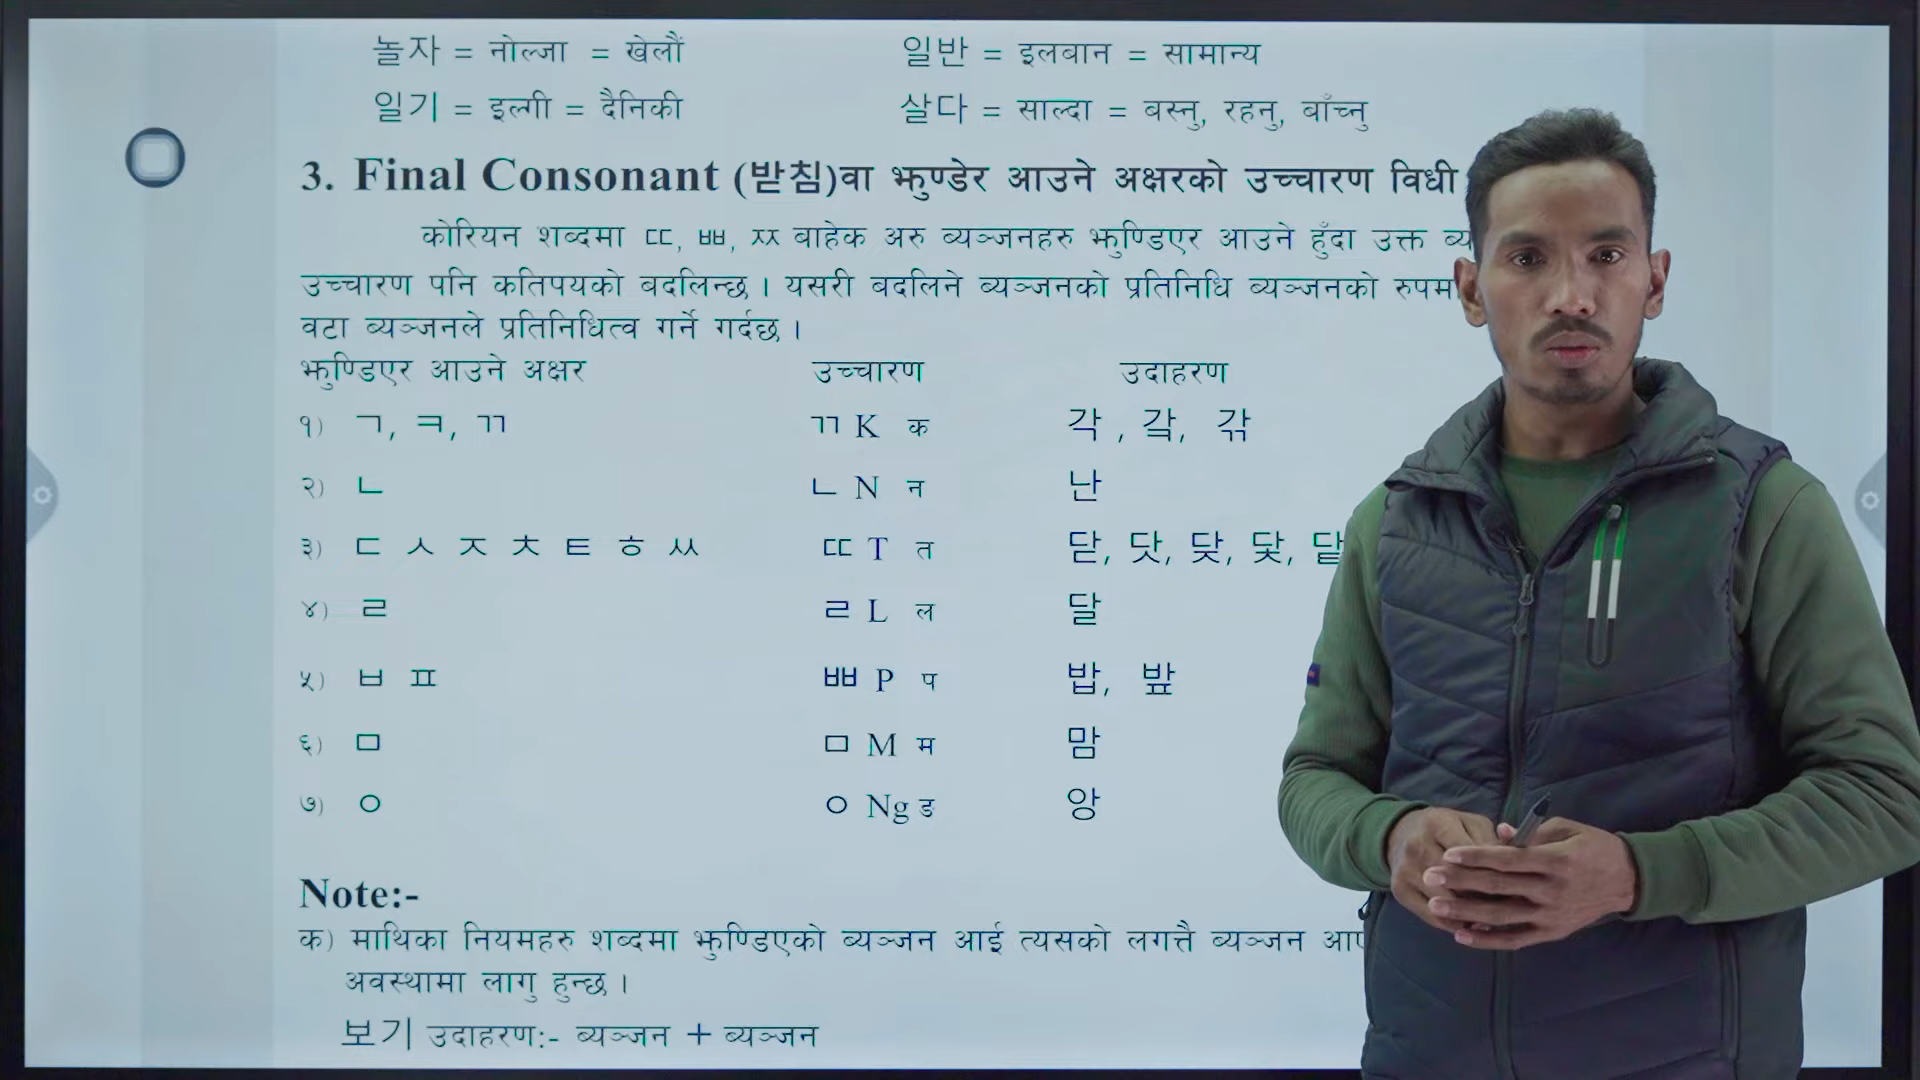 놀자 = नोल्जा = खेलौं 일반 = इलबान = सामान्य
일기 = इल्गी = दैनिकी 살다 = साल्दा = बस्नु, रहनु, बाँच्नु
3. Final Consonant (받침)वा झुण्डेर आउने अक्षरको उच्चारण विधी
कोरियन शब्दमा ㄸ, ㅃ, ㅉ बाहेक अरु ब्यञ्जनहरु झुण्डिएर आउने हुँदा उक्त
उच्चारण पनि कतिपयको बदलिन्छ । यसरी बदलिने ब्यञ्जनको प्रतिनिधि ब्यञ्जनको रुपमा
वटा ब्यञ्जनले प्रतिनिधित्व गर्ने गर्दछ ।
झुण्डिएर आउने अक्षर उच्चारण उदाहरण
१) ㄱ, ㅋ, ㄲ ㄲ K क 각 , 갘, 갂
२) ㄴ ㄴ N न 난
३) ㄷ ㅅ ㅈ ㅊ ㅌ ㅎ ㅆ ㄸ T त 닫, 닷, 닺, 닻, 닽
४) ㄹ ㄹ L ल 달
५) ㅂ ㅍ ㅃ P प 밥, 밮
६) ㅁ ㅁ M म 맘
७) ㅇ ㅇ Ng ङ 앙
Note:-
क) माथिका नियमहरु शब्दमा झुण्डिएको ब्यञ्जन आई त्यसको लगत्तै ब्यञ्जन
अवस्थामा लागु हुन्छ ।
보기 उदाहरण:- ब्यञ्जन + ब्यञ्जन